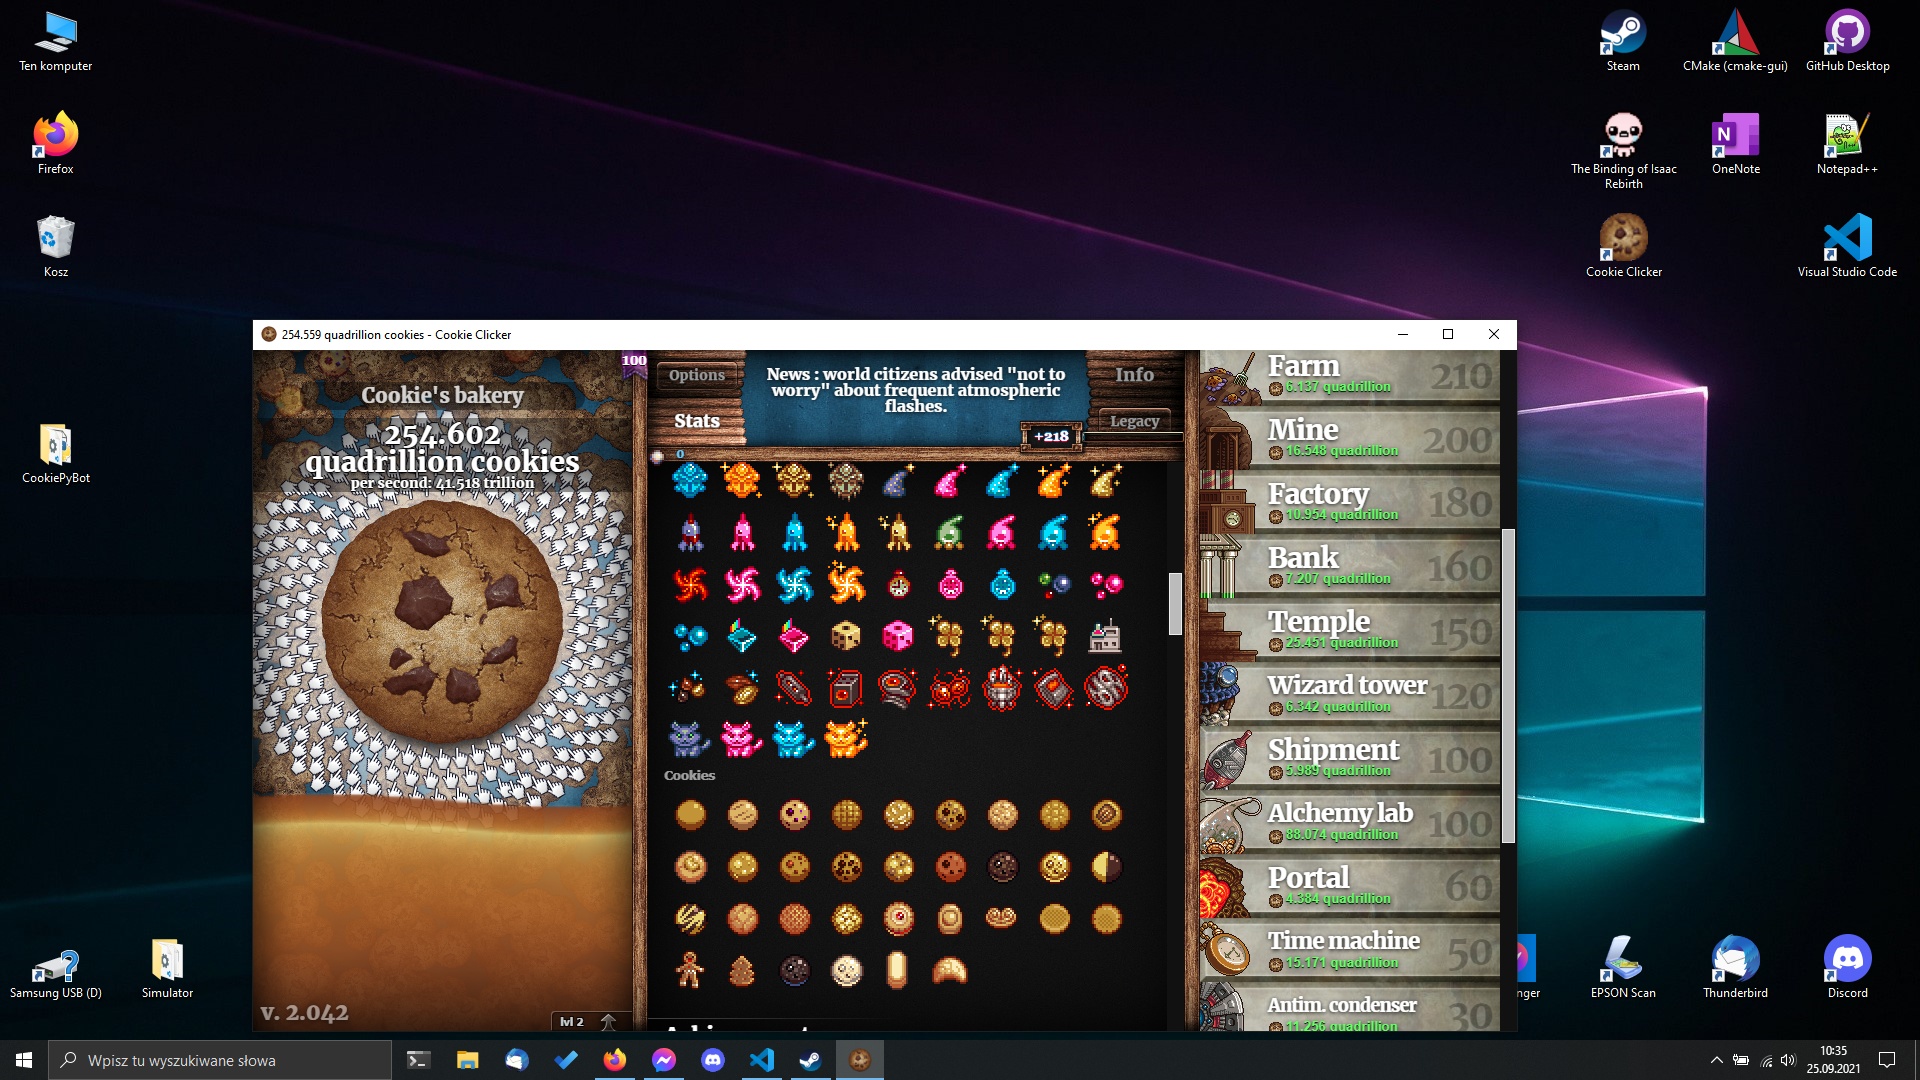 Ten komputer
Firefox
Kosz
CookiePyBot
Samsung USB (D)
Simulator
Steam
CMake (cmake-gui)
GitHub Desktop
The Binding of Isaac
Rebirth
OneNote
Notepad++
Cookie Clicker
Visual Studio Code
254.559 quadrillion cookies - Cookie Clicker
Cookie's bakery
254.602
quadrillion cookies
per second: 41.518 trillion
v. 2.042
lvl 2
100
Options
Stats
News : world citizens advised "not to
worry" about frequent atmospheric
flashes.
Info
Legacy
+218
0
Cookies
Farm
6.137 quadrillion
210
Mine
16.548 quadrillion
200
Factory
10.954 quadrillion
180
Bank
7.207 quadrillion
160
Temple
25.451 quadrillion
150
Wizard tower
6.342 quadrillion
120
Shipment
5.989 quadrillion
100
Alchemy lab
88.074 quadrillion
100
Portal
4.384 quadrillion
60
Time machine
15.171 quadrillion
50
Antim. condenser
11.256 quadrillion
30
nger
EPSON Scan
Thunderbird
Discord
Wpisz tu wyszukiwane słowa
10:35
25.09.2021